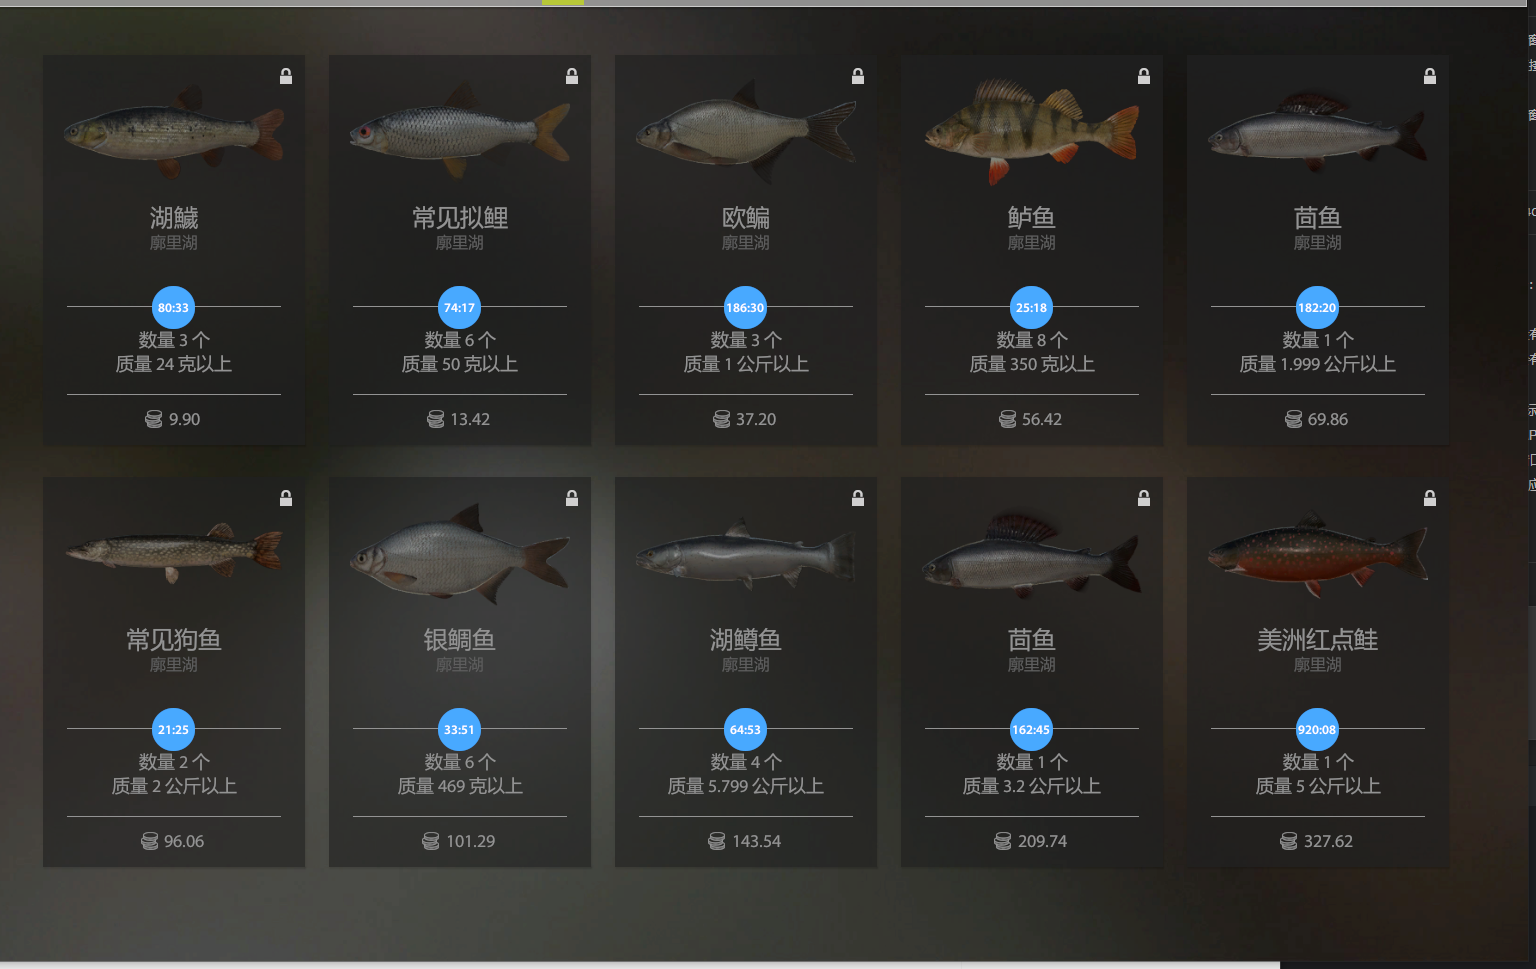 湖鱥
廓里湖
80:33
数量 3 个
质量 24 克以上
9.90
常见拟鲤
廓里湖
74:17
数量 6 个
质量 50 克以上
13.42
欧鳊
廓里湖
186:30
数量 3 个
质量 1 公斤以上
37.20
鲈鱼
廓里湖
25:18
数量 8 个
质量 350 克以上
56.42
茴鱼
廓里湖
182:20
数量 1 个
质量 1.999 公斤以上
69.86
常见狗鱼
廓里湖
21:25
数量 2 个
质量 2 公斤以上
96.06
银鲷鱼
廓里湖
33:51
数量 6 个
质量 469 克以上
101.29
湖鳟鱼
廓里湖
64:53
数量 4 个
质量 5.799 公斤以上
143.54
茴鱼
廓里湖
162:45
数量 1 个
质量 3.2 公斤以上
209.74
美洲红点鲑
廓里湖
920:08
数量 1 个
质量 5 公斤以上
327.62